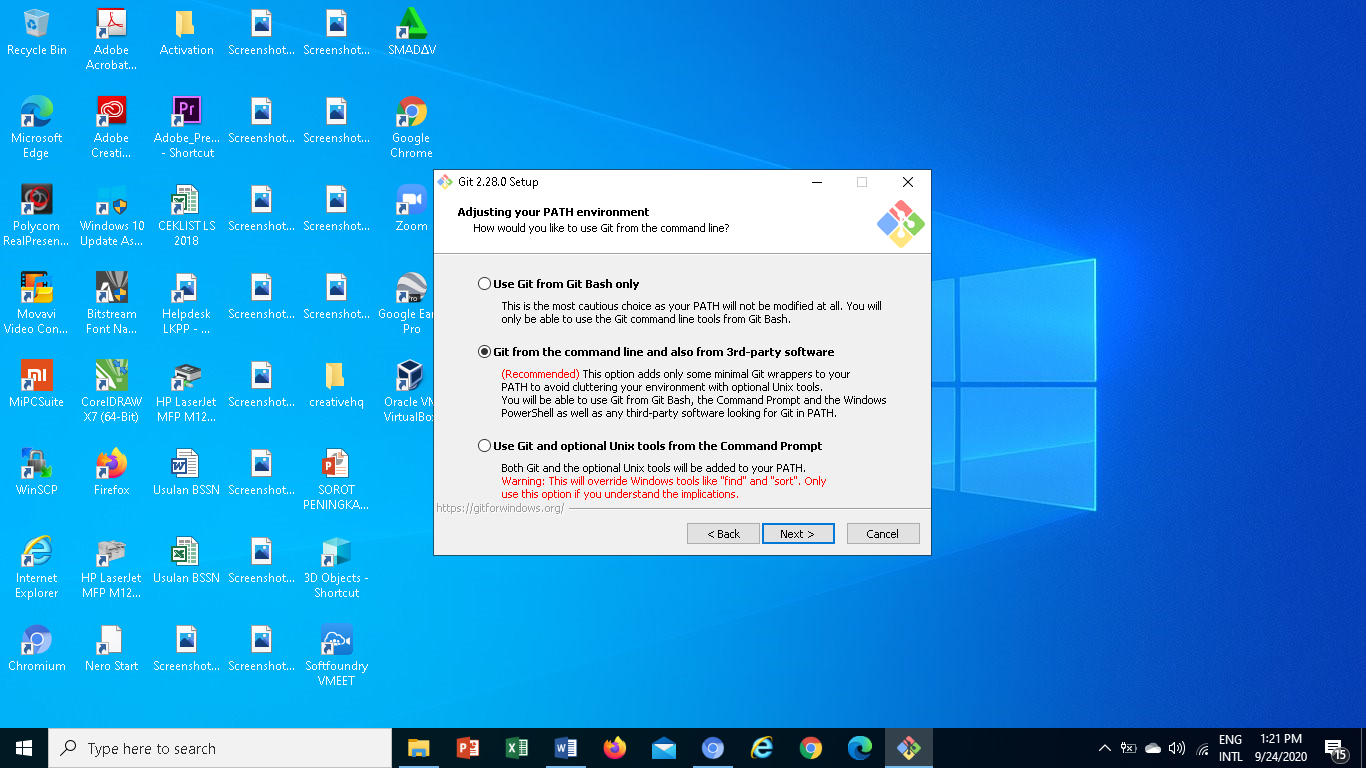 Recycle Bin
Adobe
Acrobat...
Activation
Screenshot...
Screenshot...
SMADAV
Microsoft
Edge
Adobe
Creati...
Adobe_Pre...
- Shortcut
Screenshot...
Screenshot...
Google
Chrome
Polycom
RealPresen...
Windows 10
Update As...
CEKLIST LS
2018
Screenshot...
Screenshot...
Zoom
Movavi
Video Con...
Bitstream
Font Na...
Helpdesk
LKPP - ...
Screenshot...
Screenshot...
Google Ear
Pro
MiPCSuite
CorelDRAW
X7 (64-Bit)
HP LaserJet
MFP M12...
Screenshot...
creativehq
Oracle VM
VirtualBox
WinSCP
Firefox
Usulan BSSN
Screenshot...
SOROT
PENINGKA...
Internet
Explorer
HP LaserJet
MFP M12...
Usulan BSSN
Screenshot...
3D Objects -
Shortcut
Chromium
Nero Start
Screenshot...
Screenshot...
Softfoundry
VMEET
Git 2.28.0 Setup
Adjusting your PATH environment
How would you like to use Git from the command line?
Use Git from Git Bash only
This is the most cautious choice as your PATH will not be modified at all. You will
only be able to use the Git command line tools from Git Bash.
Git from the command line and also from 3rd-party software
(Recommended) This option adds only some minimal Git wrappers to your
PATH to avoid cluttering your environment with optional Unix tools.
You will be able to use Git from Git Bash, the Command Prompt and the Windows
PowerShell as well as any third-party software looking for Git in PATH.
Use Git and optional Unix tools from the Command Prompt
Both Git and the optional Unix tools will be added to your PATH.
Warning: This will override Windows tools like "find" and "sort". Only
use this option if you understand the implications.
https://gitforwindows.org/
< Back
Next >
Cancel
Type here to search
ENG
INTL
1:21 PM
9/24/2020
15